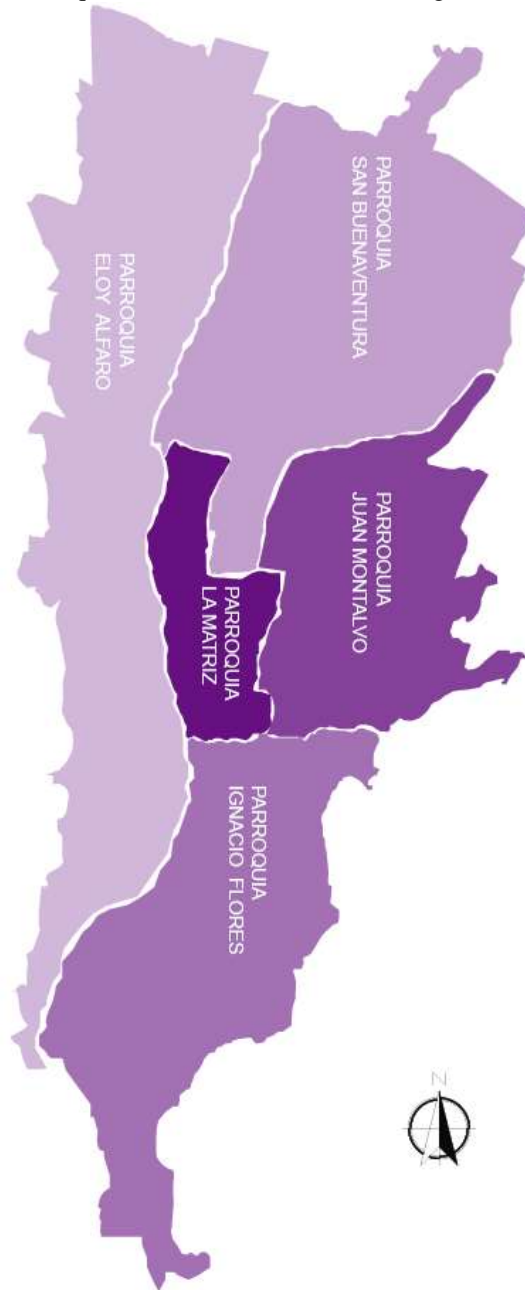 PARROQUIA
SAN BUENAVENTURA
PARROQUIA
ELOY ALFARO
PARROQUIA
JUAN MONTALVO
PARROQUIA
LA MATRIZ
PARROQUIA
IGNACIO FLORES
N